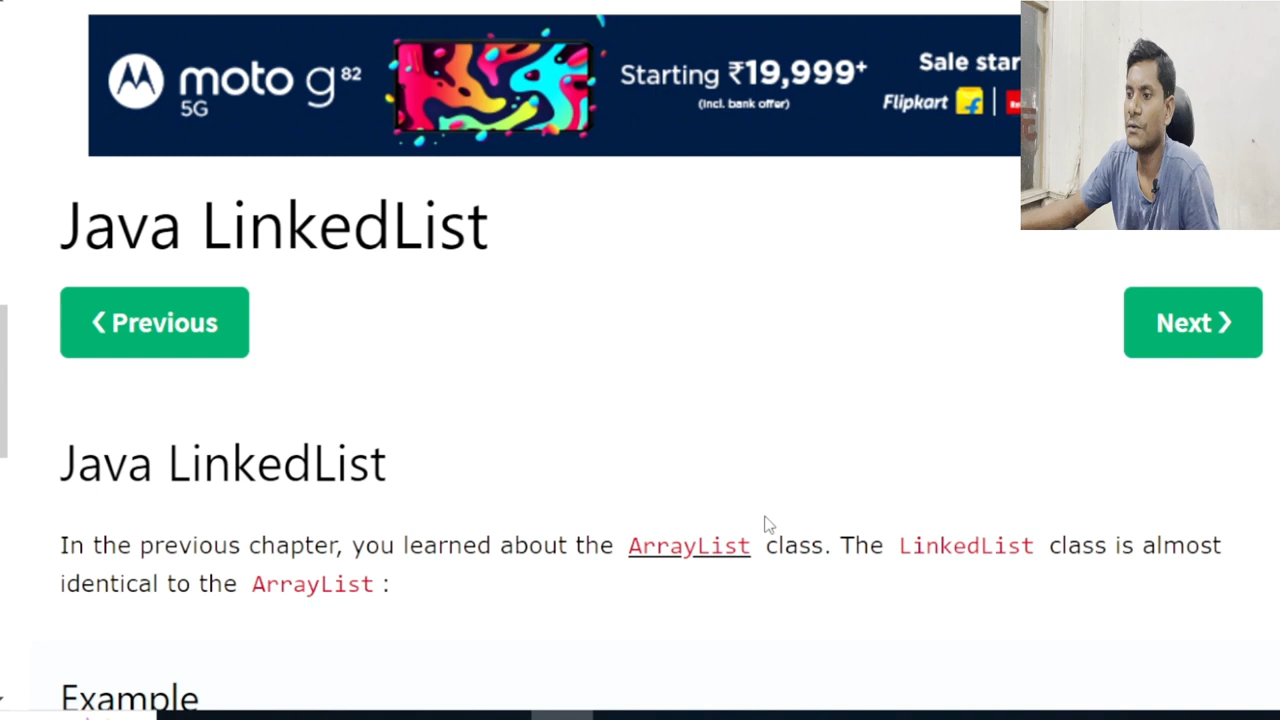 moto g82
5G
Starting ₹19,999+
(Incl. bank offer)
Sale star
Flipkart
Java LinkedList
❮ Previous
Next ❯
Java LinkedList
In the previous chapter, you learned about the ArrayList class. The LinkedList class is almost
identical to the ArrayList :
Example